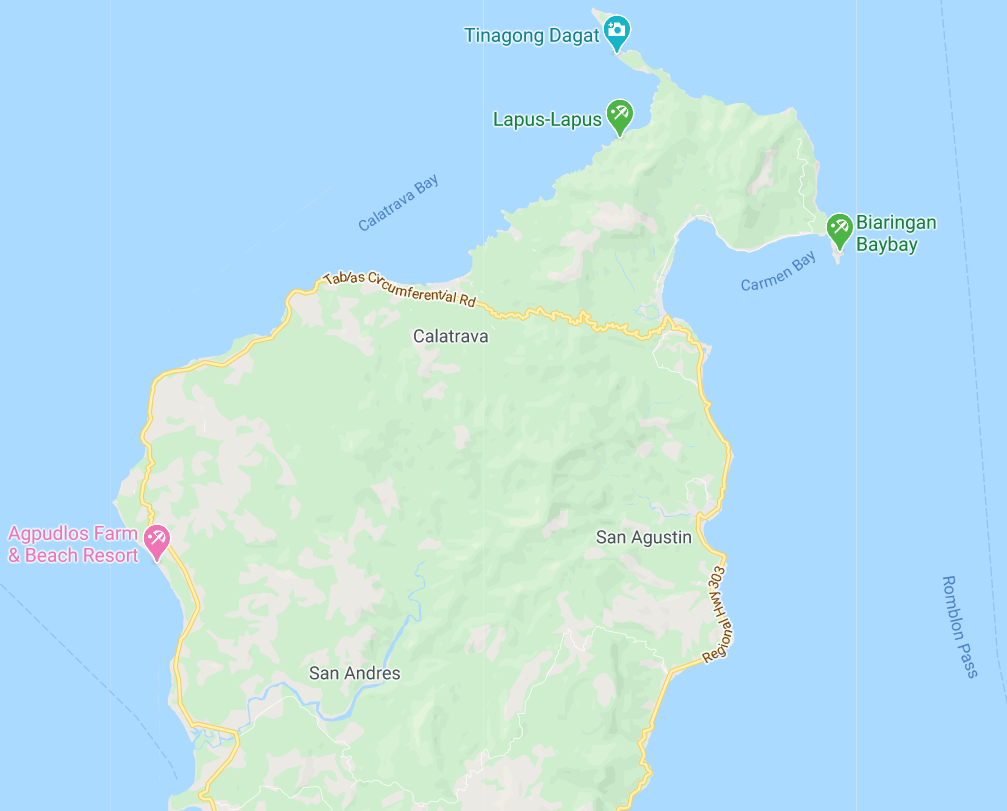 Tinagong Dagat
Lapus-Lapus
Calatrava Bay
Biaringan
Baybay
Carmen Bay
Tablas Circumferential Rd
Calatrava
Agpudlos Farm
& Beach Resort
San Agustin
Regional Hwy 303
Romblon Pass
San Andres